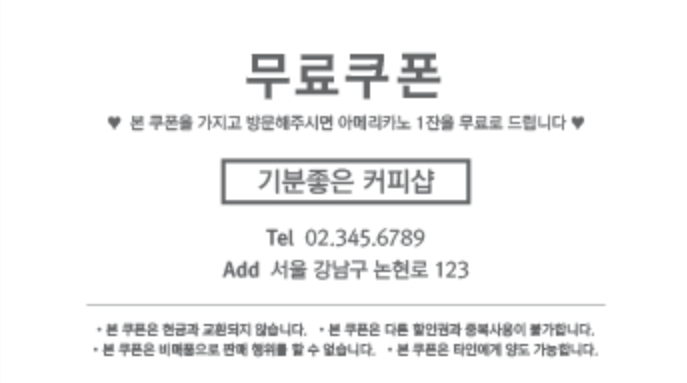 무료쿠폰
♥ 본 쿠폰을 가지고 방문해주시면 아메리카노 1잔을 무료로 드립니다 ♥
기분좋은 커피샵
Tel 02.345.6789
Add 서울 강남구 논현로 123
• 본 쿠폰은 현금과 교환되지 않습니다. • 본 쿠폰은 다른 할인권과 중복사용이 불가합니다.
• 본 쿠폰은 비매품으로 판매 행위를 할 수 없습니다. • 본 쿠폰은 타인에게 양도 가능합니다.